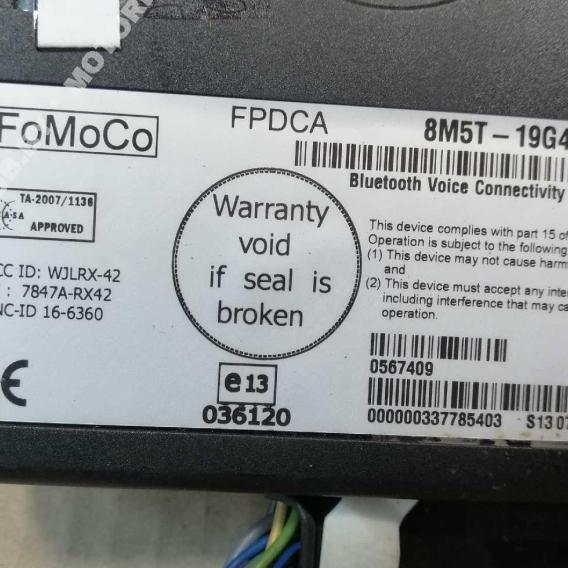 FoMoCo
FPDCA
8M5T-19G4
Bluetooth Voice Connectivity
TA-2007/1136
APPROVED
Warranty
void
if seal is
broken
This device complies with part 15 of
Operation is subject to the following
(1) This device may not cause harm
and
(2) This device must accept any inte
including interference that may ca
operation.
CC ID: WJLRX-42
: 7847A-RX42
NC-ID 16-6360
CE
e13
036120
0567409
000000337785403
S13 07